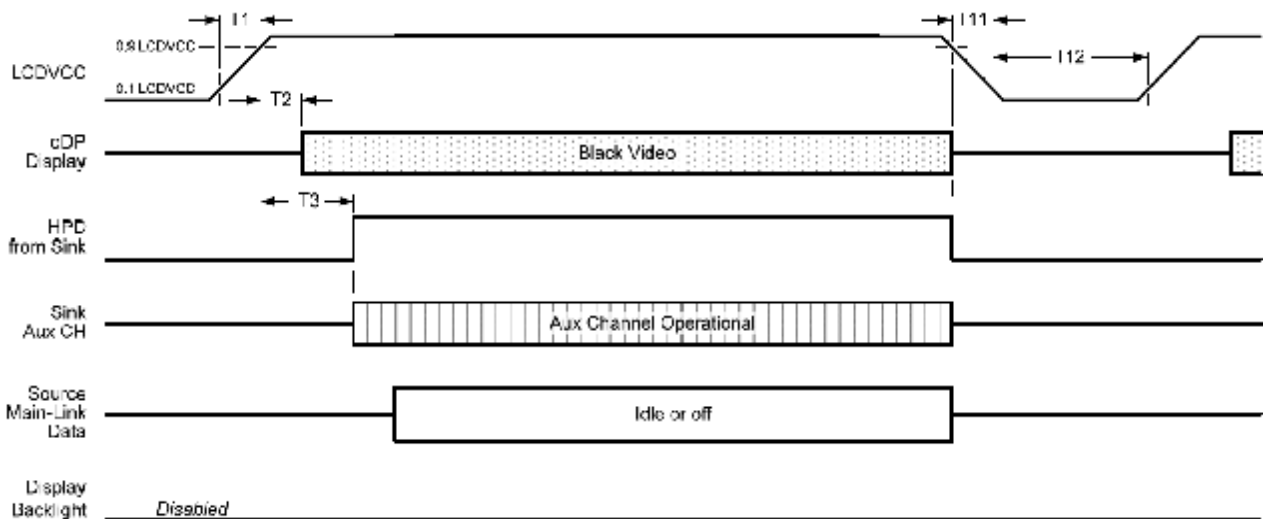 T1
T11
0.9 LCDVCC
LCDVCC
0.1 LCDVCC
T12
T2
eDP
Display
Black Video
T3
HPD
from Sink
Sink
Aux CH
Aux Channel Operational
Source
Main-Link
Data
Idle or off
Display
Backlight
Disabled